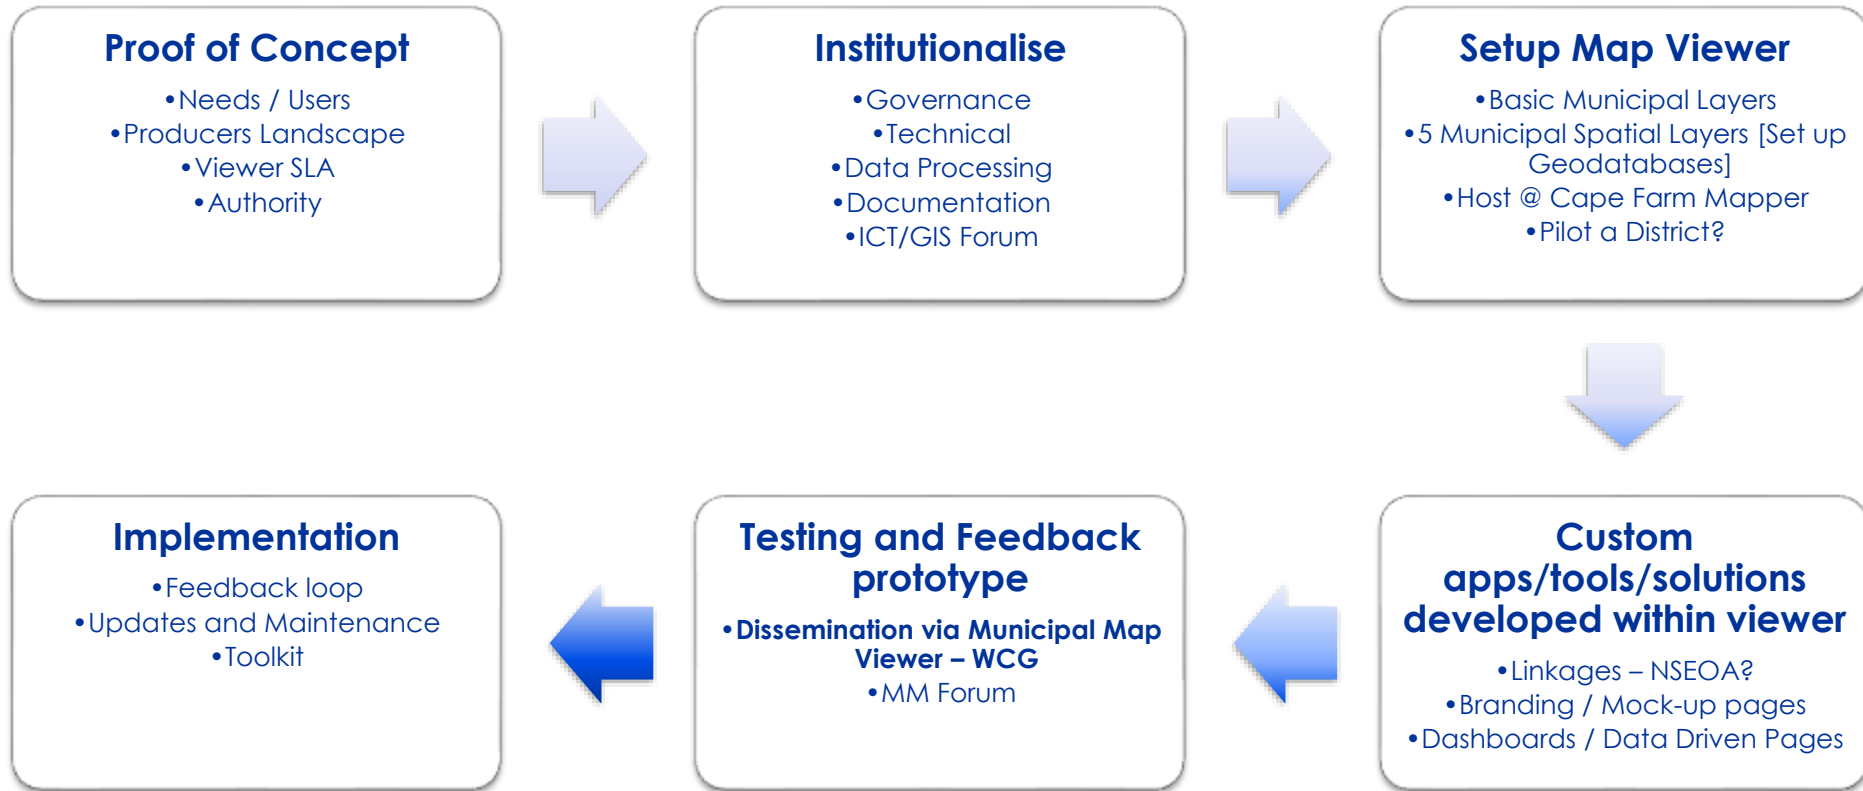 Proof of Concept
•Needs / Users
•Producers Landscape
•Viewer SLA
•Authority
Institutionalise
•Governance
•Technical
•Data Processing
•Documentation
•ICT/GIS Forum
Setup Map Viewer
•Basic Municipal Layers
•5 Municipal Spatial Layers [Set up
Geodatabases]
•Host @ Cape Farm Mapper
•Pilot a District?
Custom
apps/tools/solutions
developed within viewer
•Linkages – NSEOA?
•Branding / Mock-up pages
•Dashboards / Data Driven Pages
Testing and Feedback
prototype
•Dissemination via Municipal Map
Viewer – WCG
•MM Forum
Implementation
•Feedback loop
•Updates and Maintenance
•Toolkit